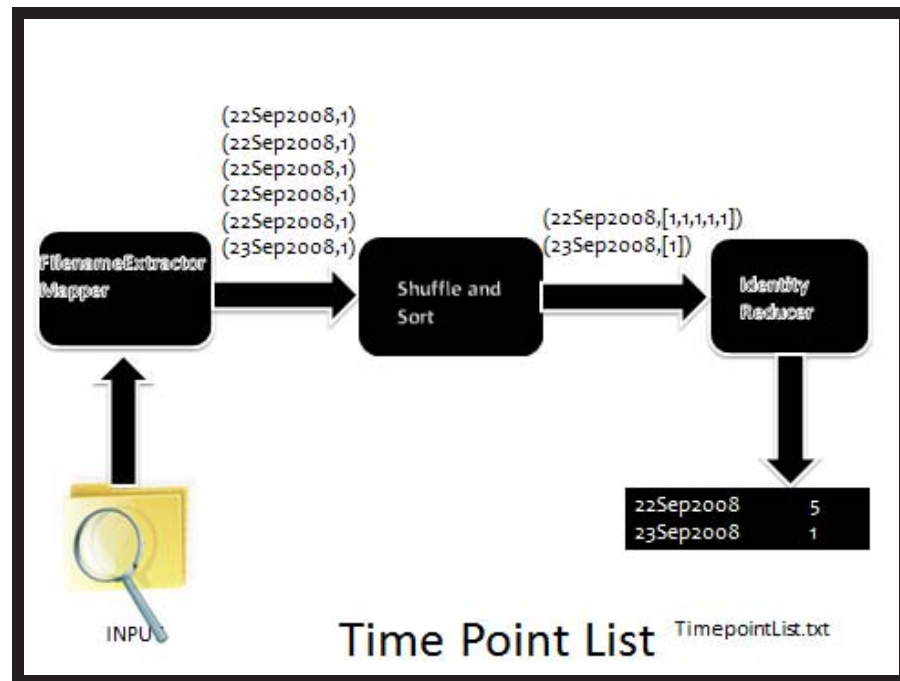 (22Sep2008,1)
(22Sep2008,1)
(22Sep2008,1)
(22Sep2008,1)
(22Sep2008,1)
(23Sep2008,1)
FilenameExtractor
Mapper
Shuffle and
Sort
(22Sep2008,[1,1,1,1,1])
(23Sep2008,[1])
Identity
Reducer
22Sep2008 5
23Sep2008 1
INPUT
Time Point List
TimepointList.txt